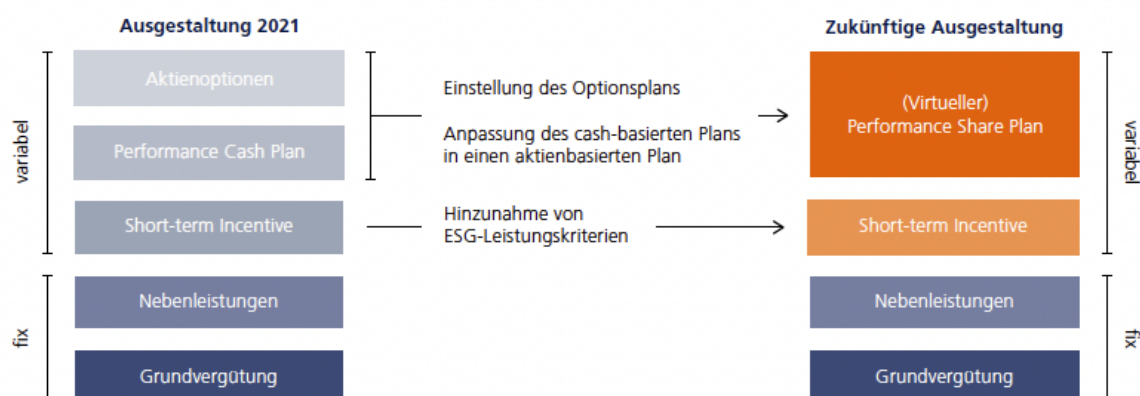 Ausgestaltung 2021
Zukünftige Ausgestaltung
variabel
Aktienoptionen
Performance Cash Plan
Short-term Incentive
Einstellung des Optionsplans
Anpassung des cash-basierten Plans
in einen aktienbasierten Plan
Hinzunahme von
ESG-Leistungskriterien
(Virtueller)
Performance Share Plan
Short-term Incentive
variabel
fix
Nebenleistungen
Grundvergütung
Nebenleistungen
Grundvergütung
fix